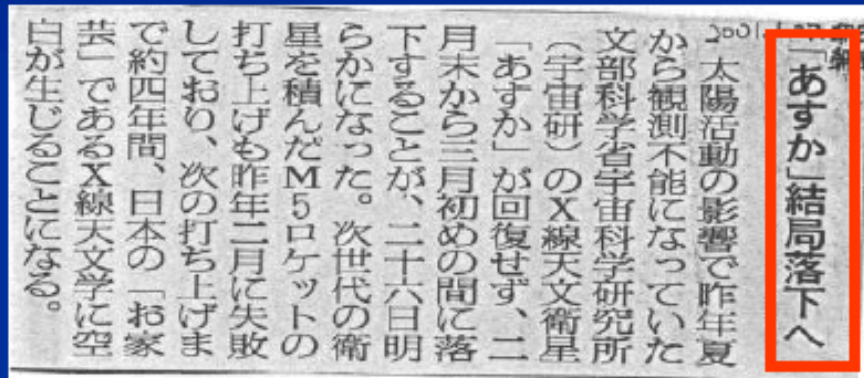 「あすか」結局落下へ
太陽活動の影響で昨年夏
から観測不能になっていた
文部科学省宇宙科学研究所
（宇宙研）のX線天文衛星
「あすか」が回復せず、二
月末から三月初めの間に落
下することが、二十六日明
らかになった。次世代の衛
星を積んだM5ロケットの
打ち上げも昨年二月に失敗
しており、次の打ち上げま
で約四年間、日本の「お家
芸」であるX線天文学に空
白が生じることになる。